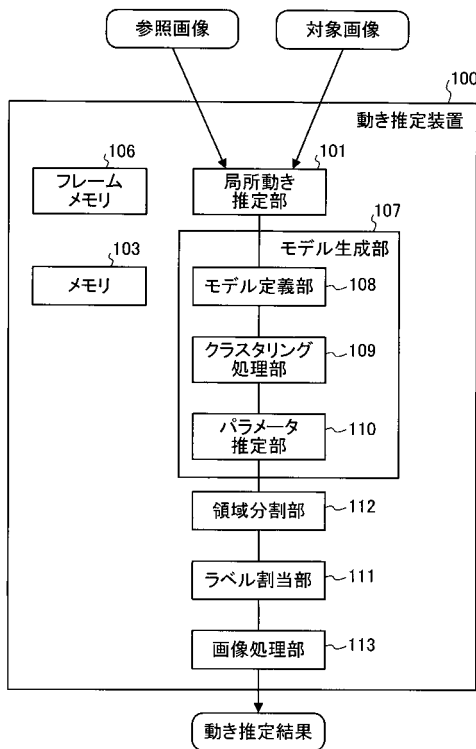 参照画像
対象画像
100
動き推定装置
106
フレーム
メモリ
101
局所動き
推定部
107
モデル生成部
103
メモリ
モデル定義部
108
クラスタリング
処理部
109
パラメータ
推定部
110
領域分割部
112
ラベル割当部
111
画像処理部
113
動き推定結果